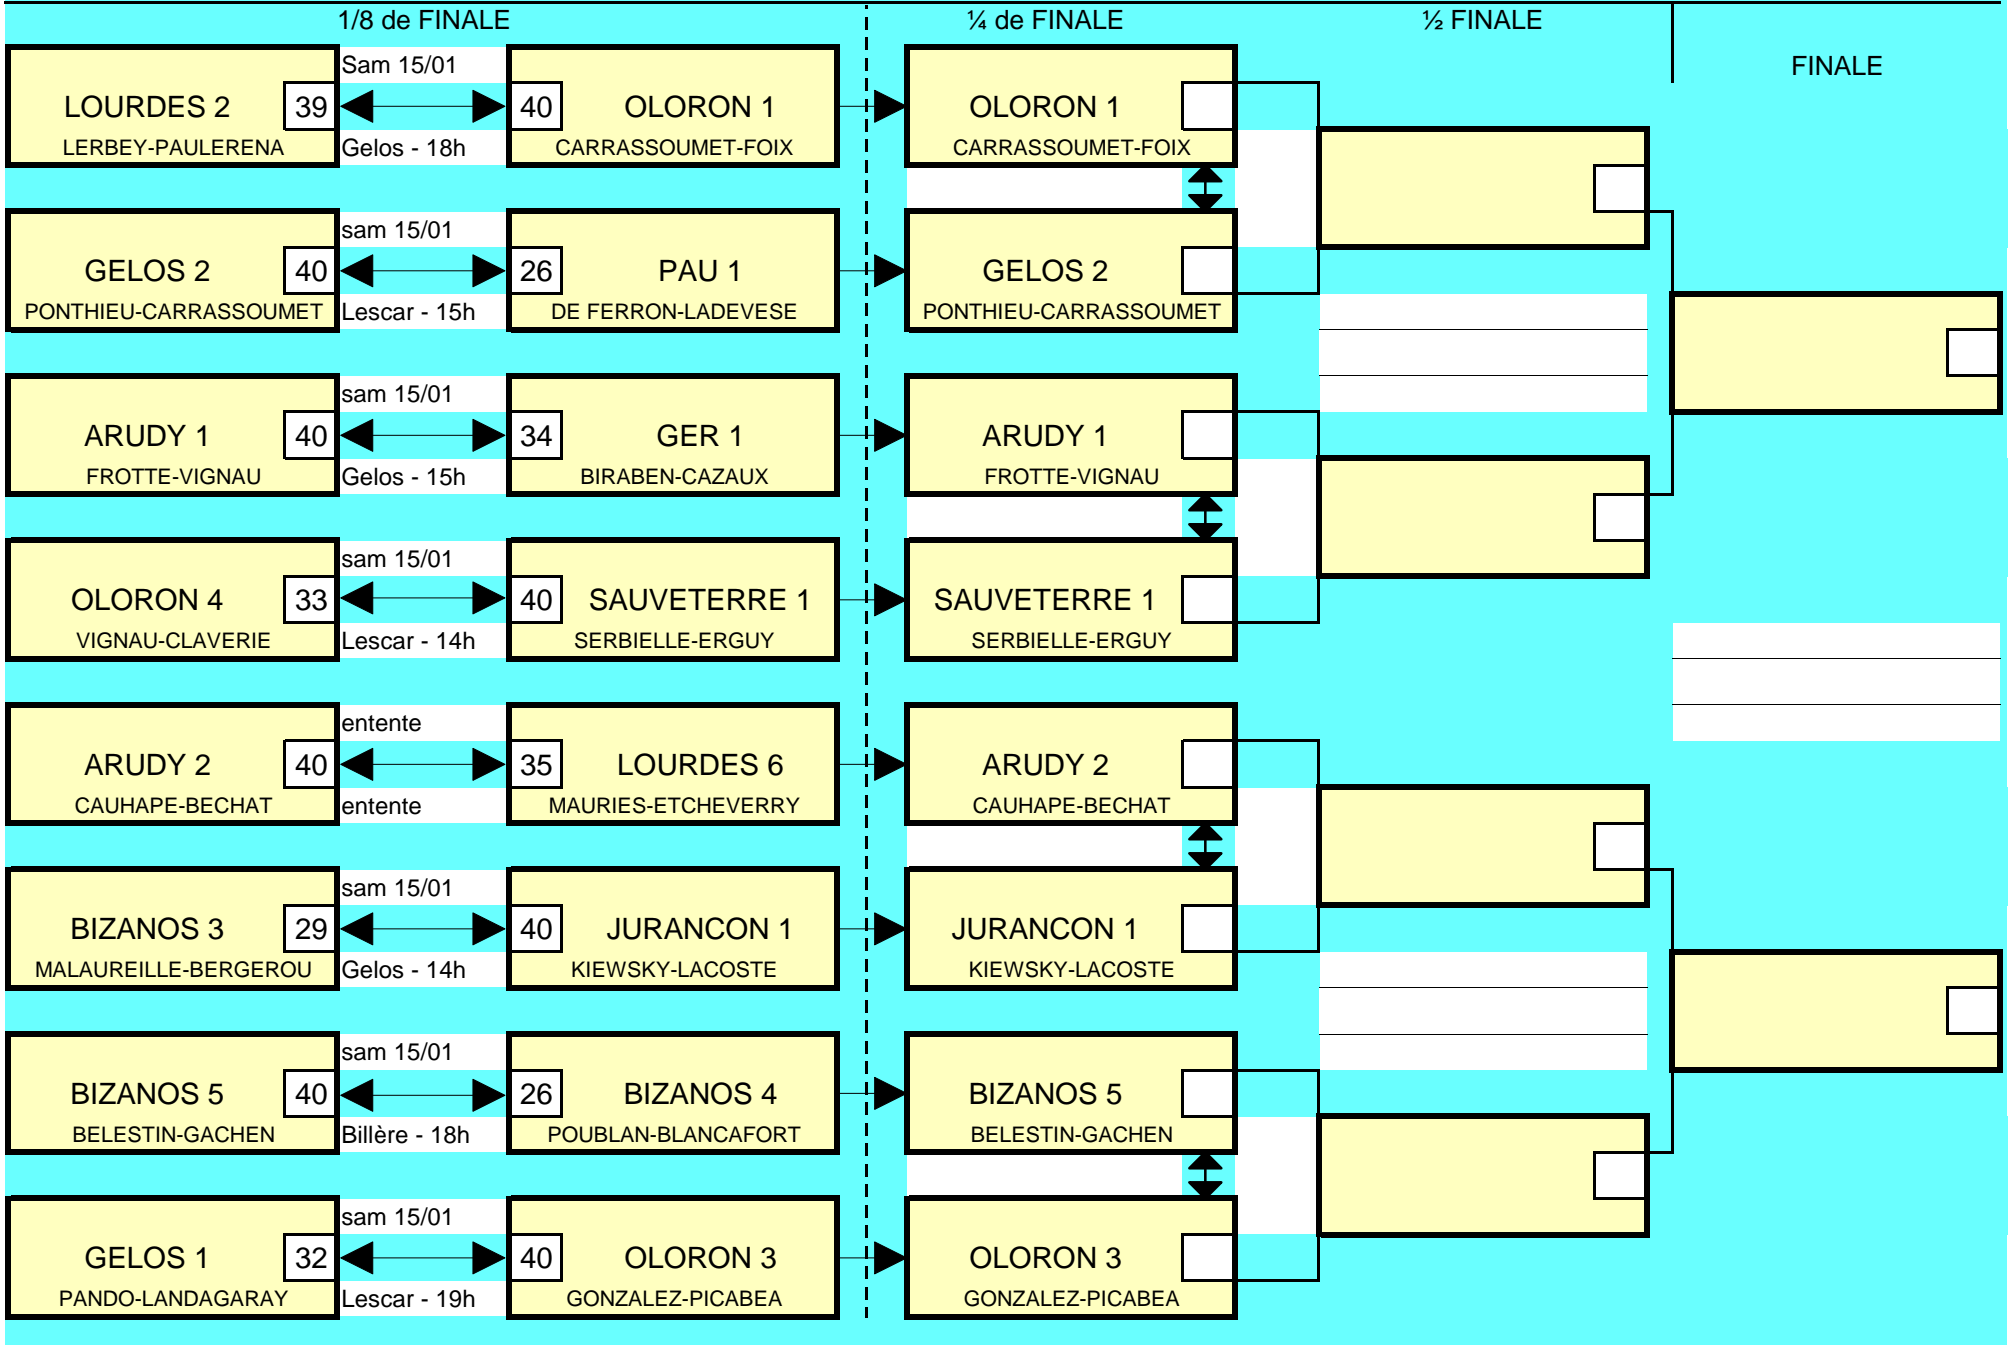 1/8 de FINALE
¼ de FINALE
½ FINALE
FINALE
Sam 15/01
LOURDES 2
39
40
OLORON 1
LERBEY-PAULERENA
Gelos - 18h
CARRASSOUMET-FOIX
OLORON 1
CARRASSOUMET-FOIX
sam 15/01
GELOS 2
40
26
PAU 1
PONTHIEU-CARRASSOUMET
Lescar - 15h
DE FERRON-LADEVESE
GELOS 2
PONTHIEU-CARRASSOUMET
sam 15/01
ARUDY 1
40
34
GER 1
FROTTE-VIGNAU
Gelos - 15h
BIRABEN-CAZAUX
ARUDY 1
FROTTE-VIGNAU
sam 15/01
OLORON 4
33
40
SAUVETERRE 1
VIGNAU-CLAVERIE
Lescar - 14h
SERBIELLE-ERGUY
SAUVETERRE 1
SERBIELLE-ERGUY
entente
ARUDY 2
40
35
LOURDES 6
CAUHAPE-BECHAT
entente
MAURIES-ETCHEVERRY
ARUDY 2
CAUHAPE-BECHAT
sam 15/01
BIZANOS 3
29
40
JURANCON 1
MALAUREILLE-BERGEROU
Gelos - 14h
KIEWSKY-LACOSTE
JURANCON 1
KIEWSKY-LACOSTE
sam 15/01
BIZANOS 5
40
26
BIZANOS 4
BELESTIN-GACHEN
Billère - 18h
POUBLAN-BLANCAFORT
BIZANOS 5
BELESTIN-GACHEN
sam 15/01
GELOS 1
32
40
OLORON 3
PANDO-LANDAGARAY
Lescar - 19h
GONZALEZ-PICABEA
OLORON 3
GONZALEZ-PICABEA